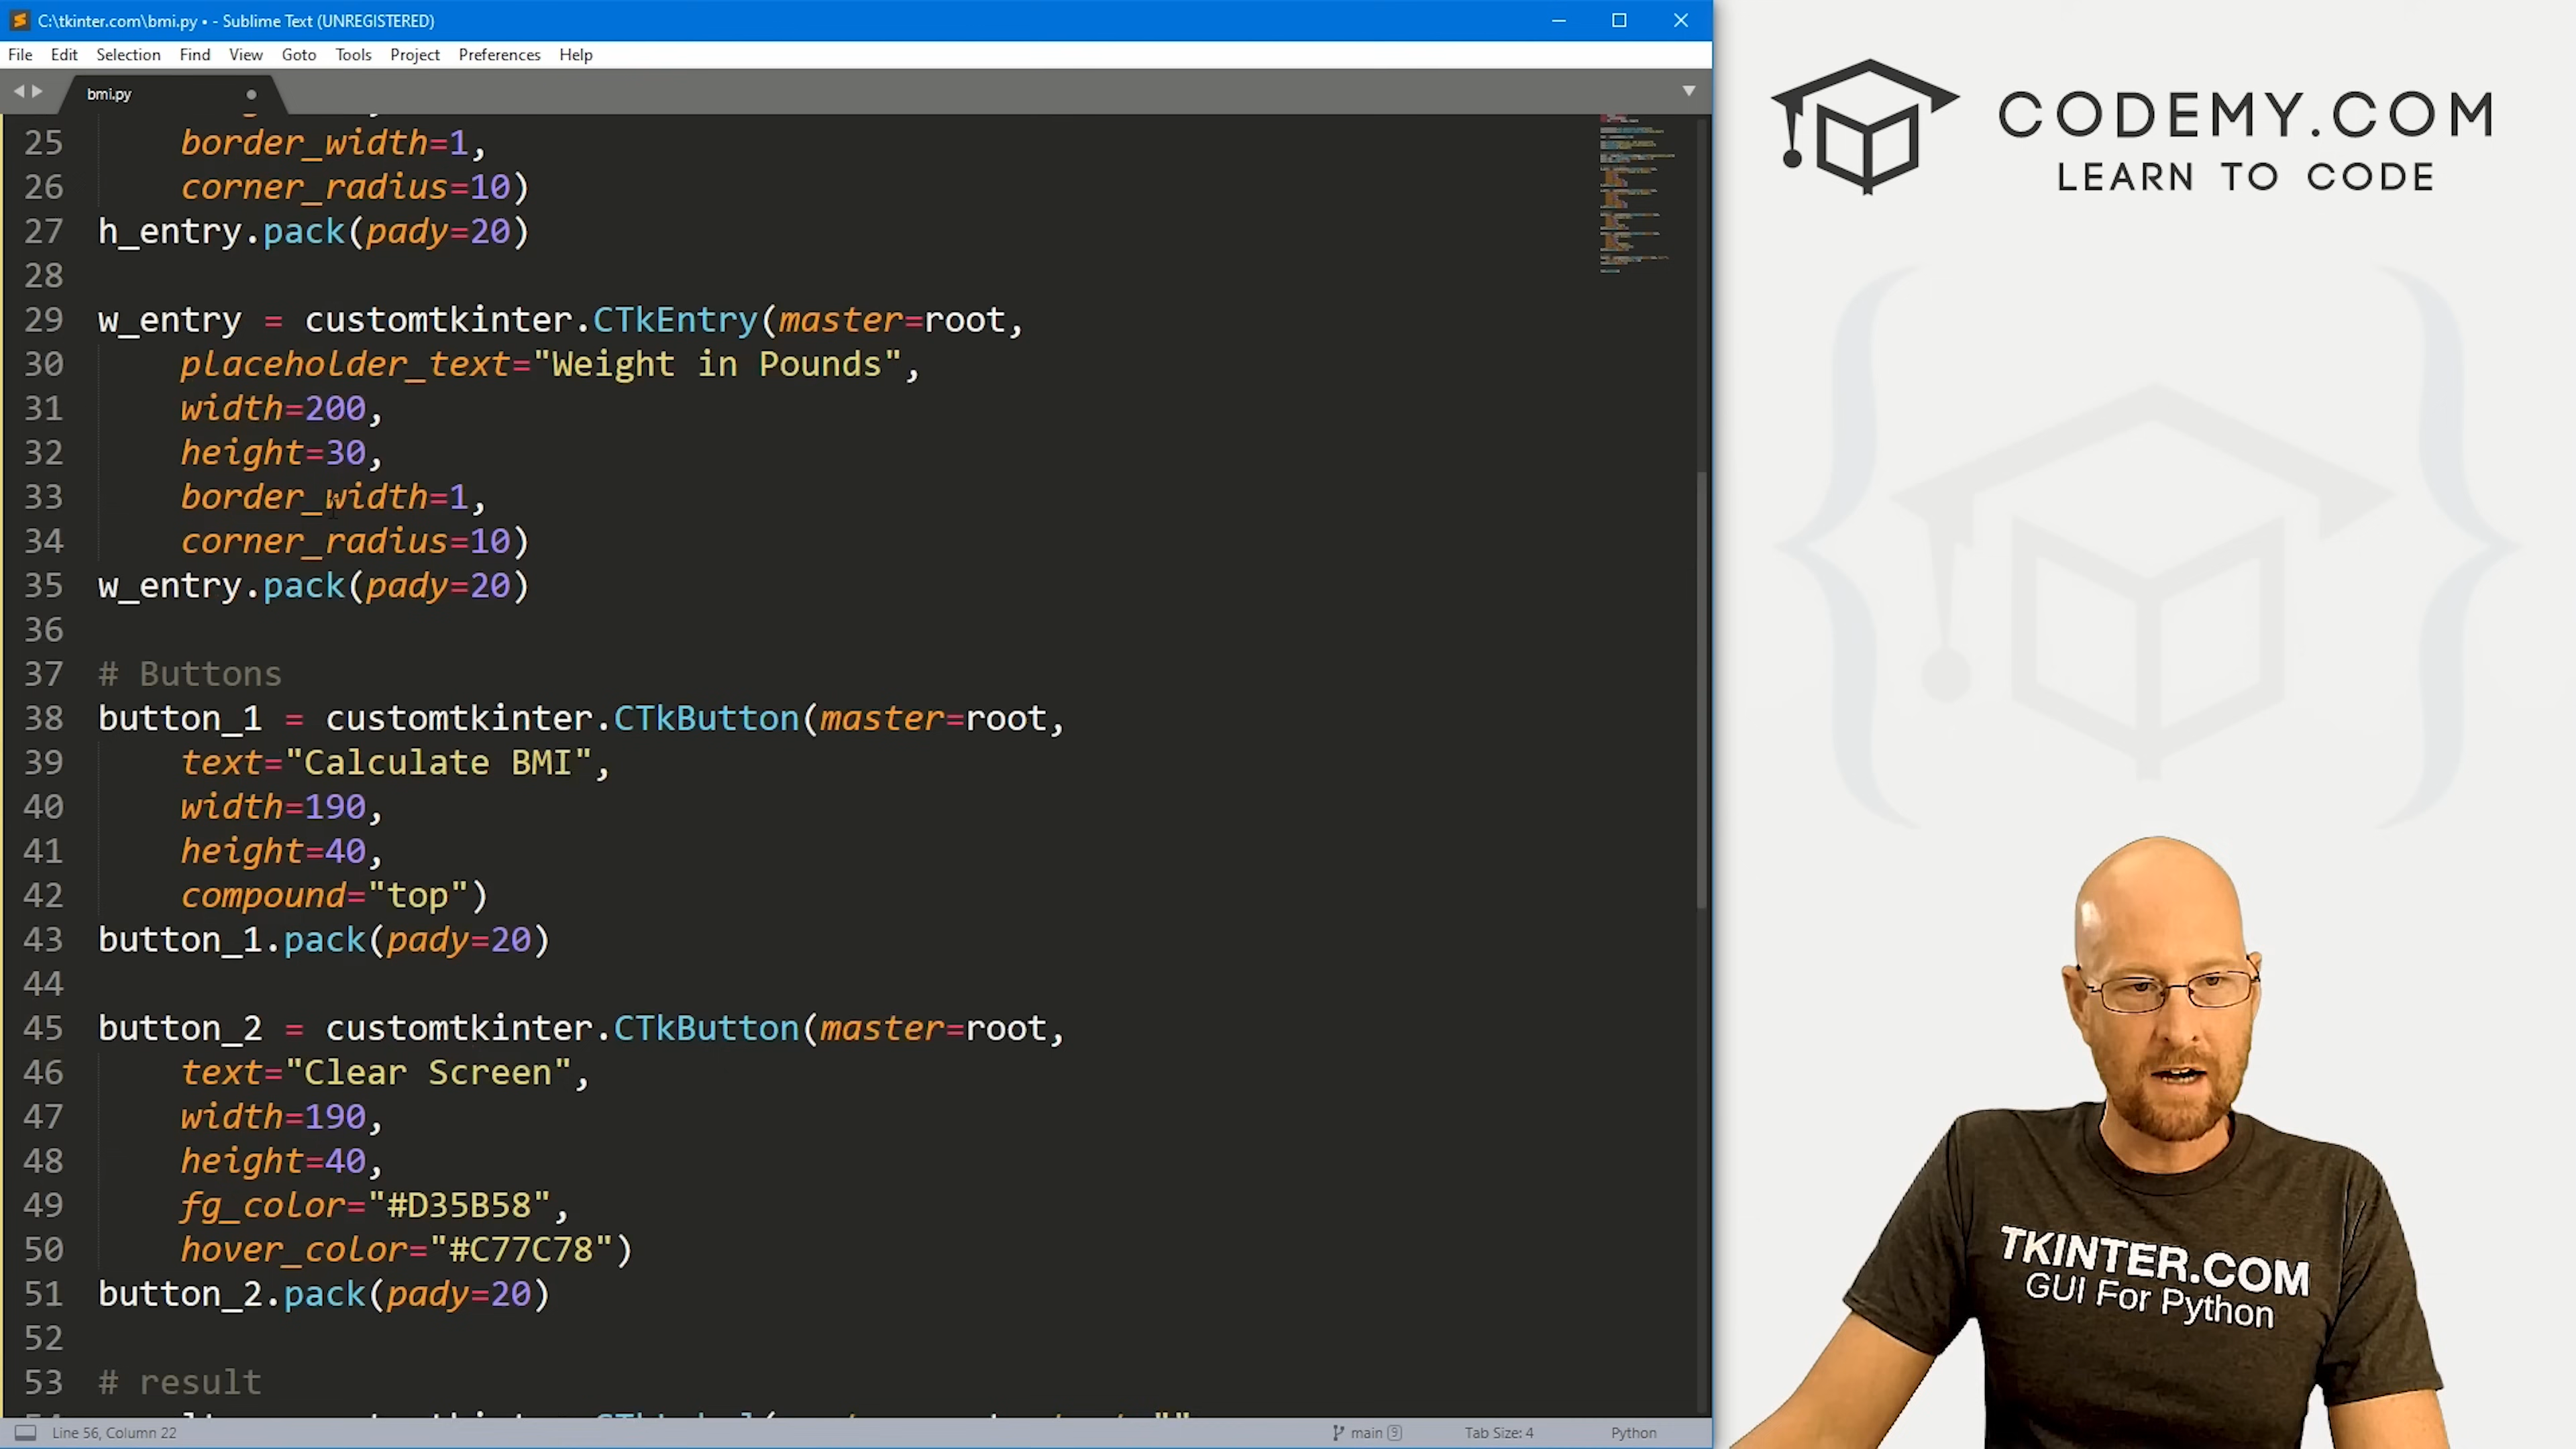 C:\tkinter.com\bmi.py • - Sublime Text (UNREGISTERED)
File Edit Selection Find View Goto Tools Project Preferences Help
bmi.py
25 border_width=1,
26 corner_radius=10)
27 h_entry.pack(pady=20)
28
29 w_entry = customtkinter.CTkEntry(master=root,
30 placeholder_text="Weight in Pounds",
31 width=200,
32 height=30,
33 border_width=1,
34 corner_radius=10)
35 w_entry.pack(pady=20)
36
37 # Buttons
38 button_1 = customtkinter.CTkButton(master=root,
39 text="Calculate BMI",
40 width=190,
41 height=40,
42 compound="top")
43 button_1.pack(pady=20)
44
45 button_2 = customtkinter.CTkButton(master=root,
46 text="Clear Screen",
47 width=190,
48 height=40,
49 fg_color="#D35B58",
50 hover_color="#C77C78")
51 button_2.pack(pady=20)
52
53 # result
Line 56, Column 22
main 9
Tab Size: 4
Python
CODEMY.COM
LEARN TO CODE
TKINTER.COM
GUI For Python